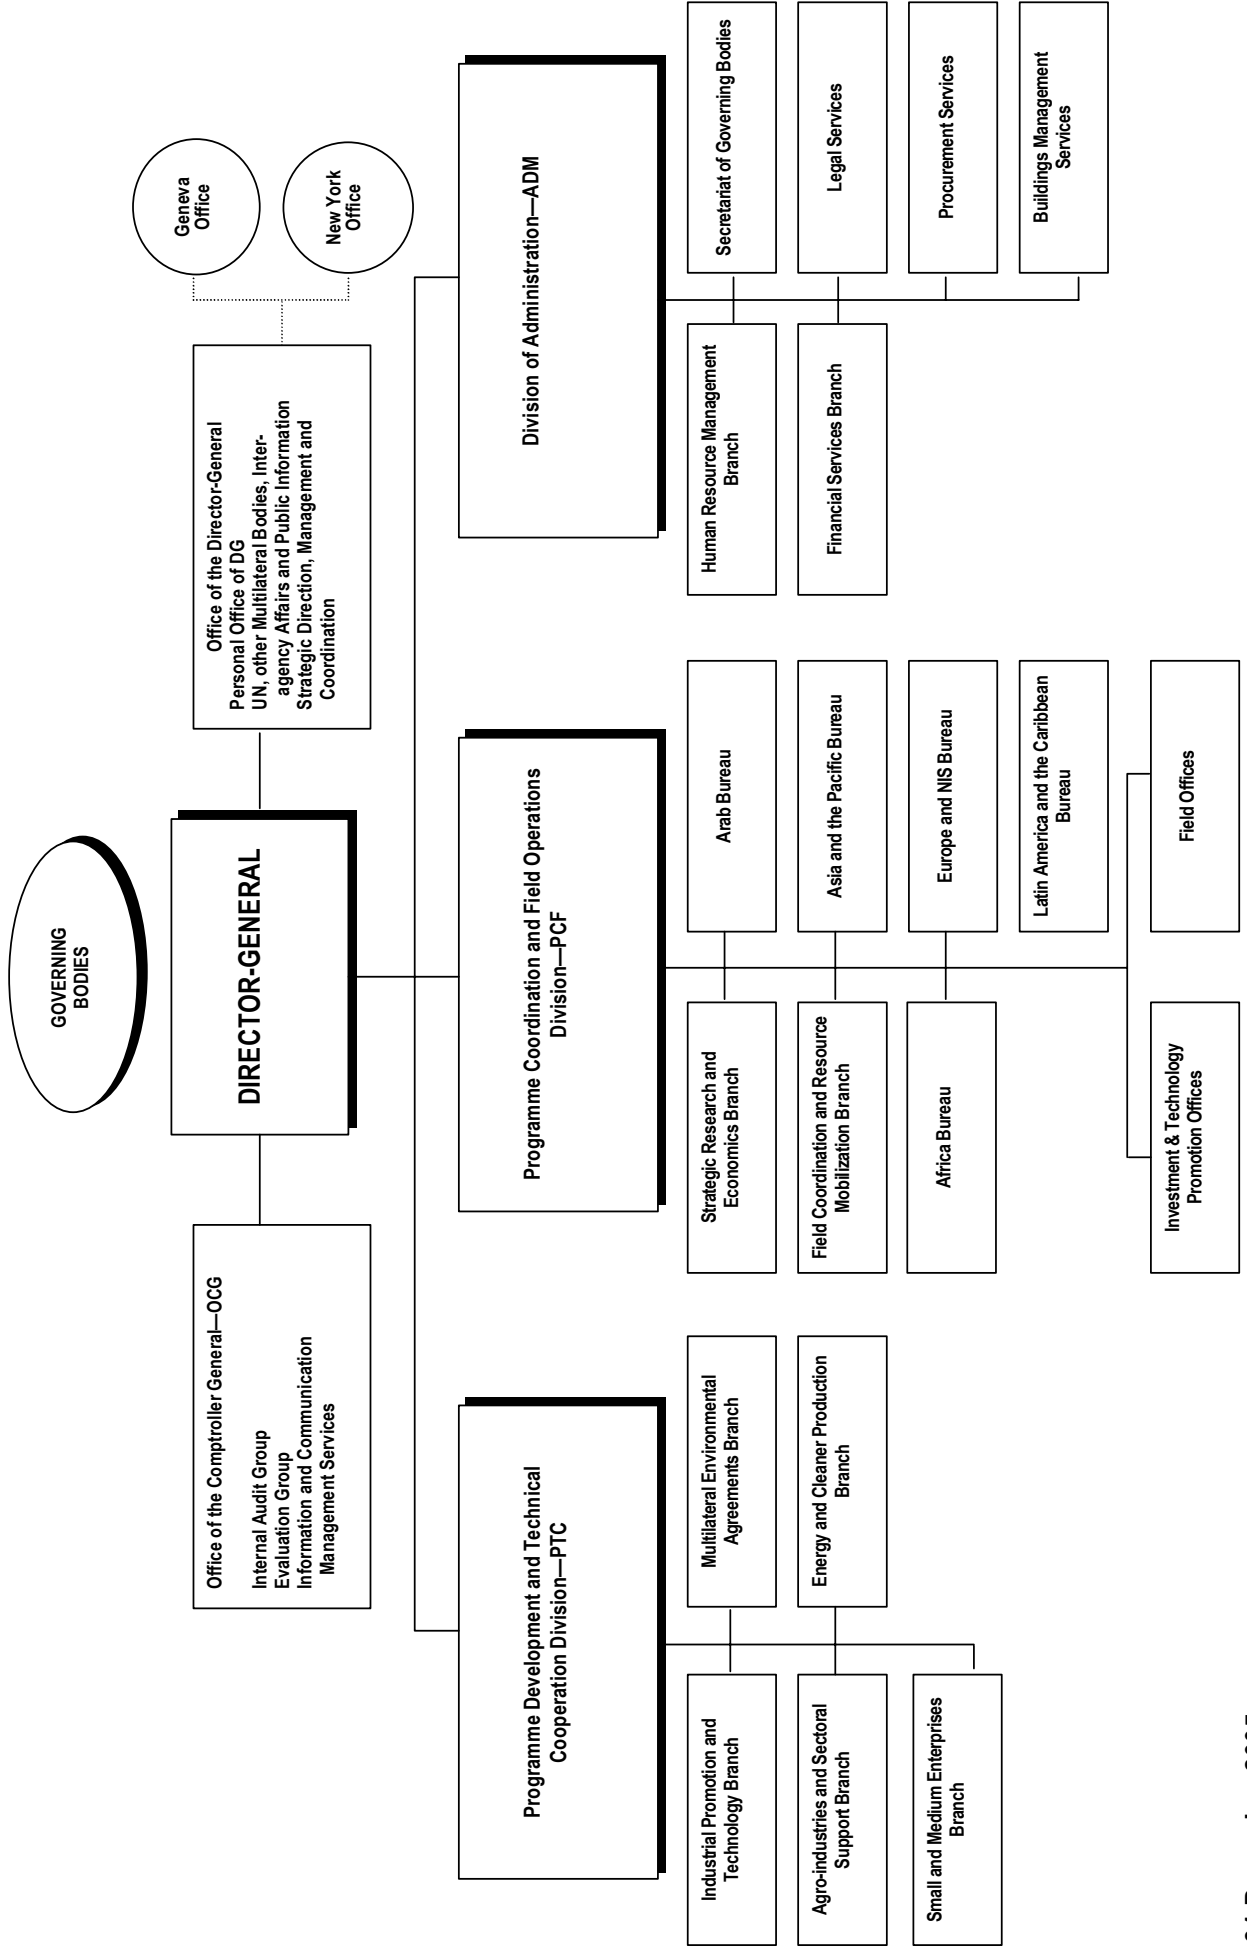 GOVERNING
BODIES
DIRECTOR-GENERAL
Office of the Comptroller General—OCG
Internal Audit Group
Evaluation Group
Information and Communication
Management Services
Office of the Director-General
Personal Office of DG
UN, other Multilateral Bodies, Inter-
agency Affairs and Public Information
Strategic Direction, Management and
Coordination
Geneva
Office
New York
Office
Programme Development and Technical
Cooperation Division—PTC
Programme Coordination and Field Operations
Division—PCF
Division of Administration—ADM
Industrial Promotion and
Technology Branch
Multilateral Environmental
Agreements Branch
Agro-industries and Sectoral
Support Branch
Energy and Cleaner Production
Branch
Small and Medium Enterprises
Branch
Strategic Research and
Economics Branch
Arab Bureau
Field Coordination and Resource
Mobilization Branch
Asia and the Pacific Bureau
Africa Bureau
Europe and NIS Bureau
Latin America and the Caribbean
Bureau
Investment & Technology
Promotion Offices
Field Offices
Human Resource Management
Branch
Secretariat of Governing Bodies
Financial Services Branch
Legal Services
Procurement Services
Buildings Management
Services